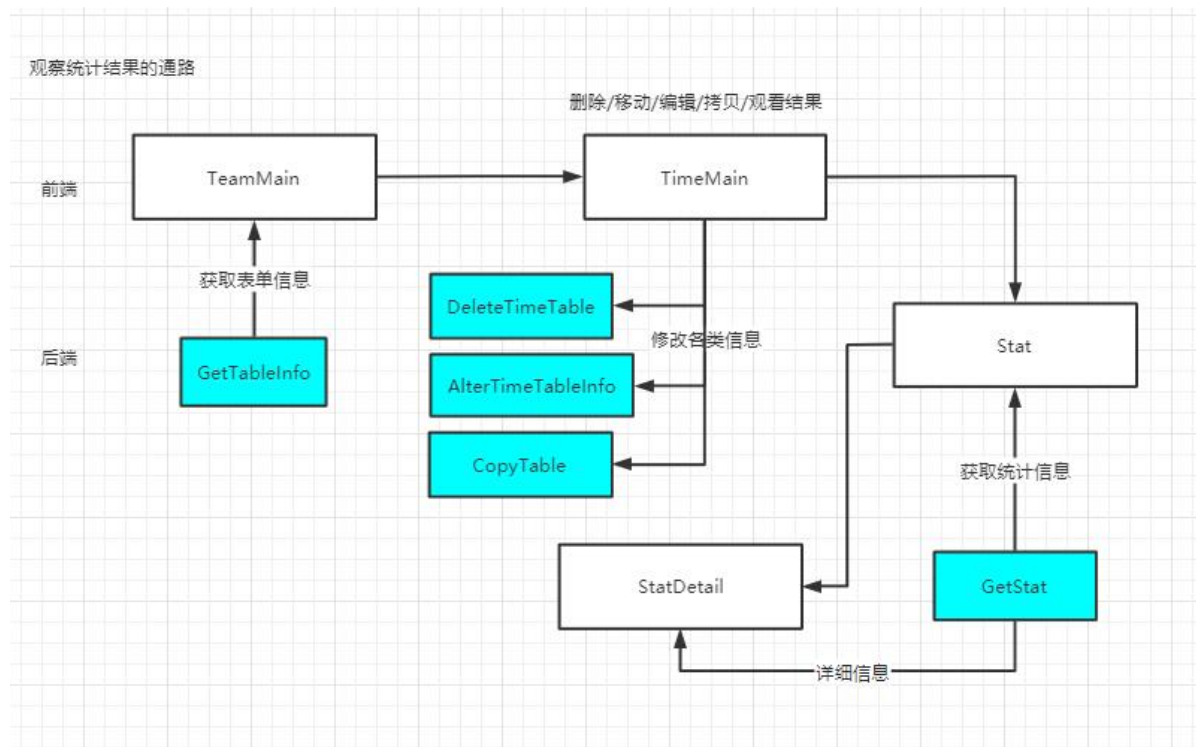 观察统计结果的通路
删除/移动/编辑/拷贝/观看结果
TeamMain
TimeMain
前端
获取表单信息
DeleteTimeTable
修改各类信息
Stat
后端
GetTableInfo
AlterTimeTableInfo
CopyTable
获取统计信息
StatDetail
GetStat
详细信息